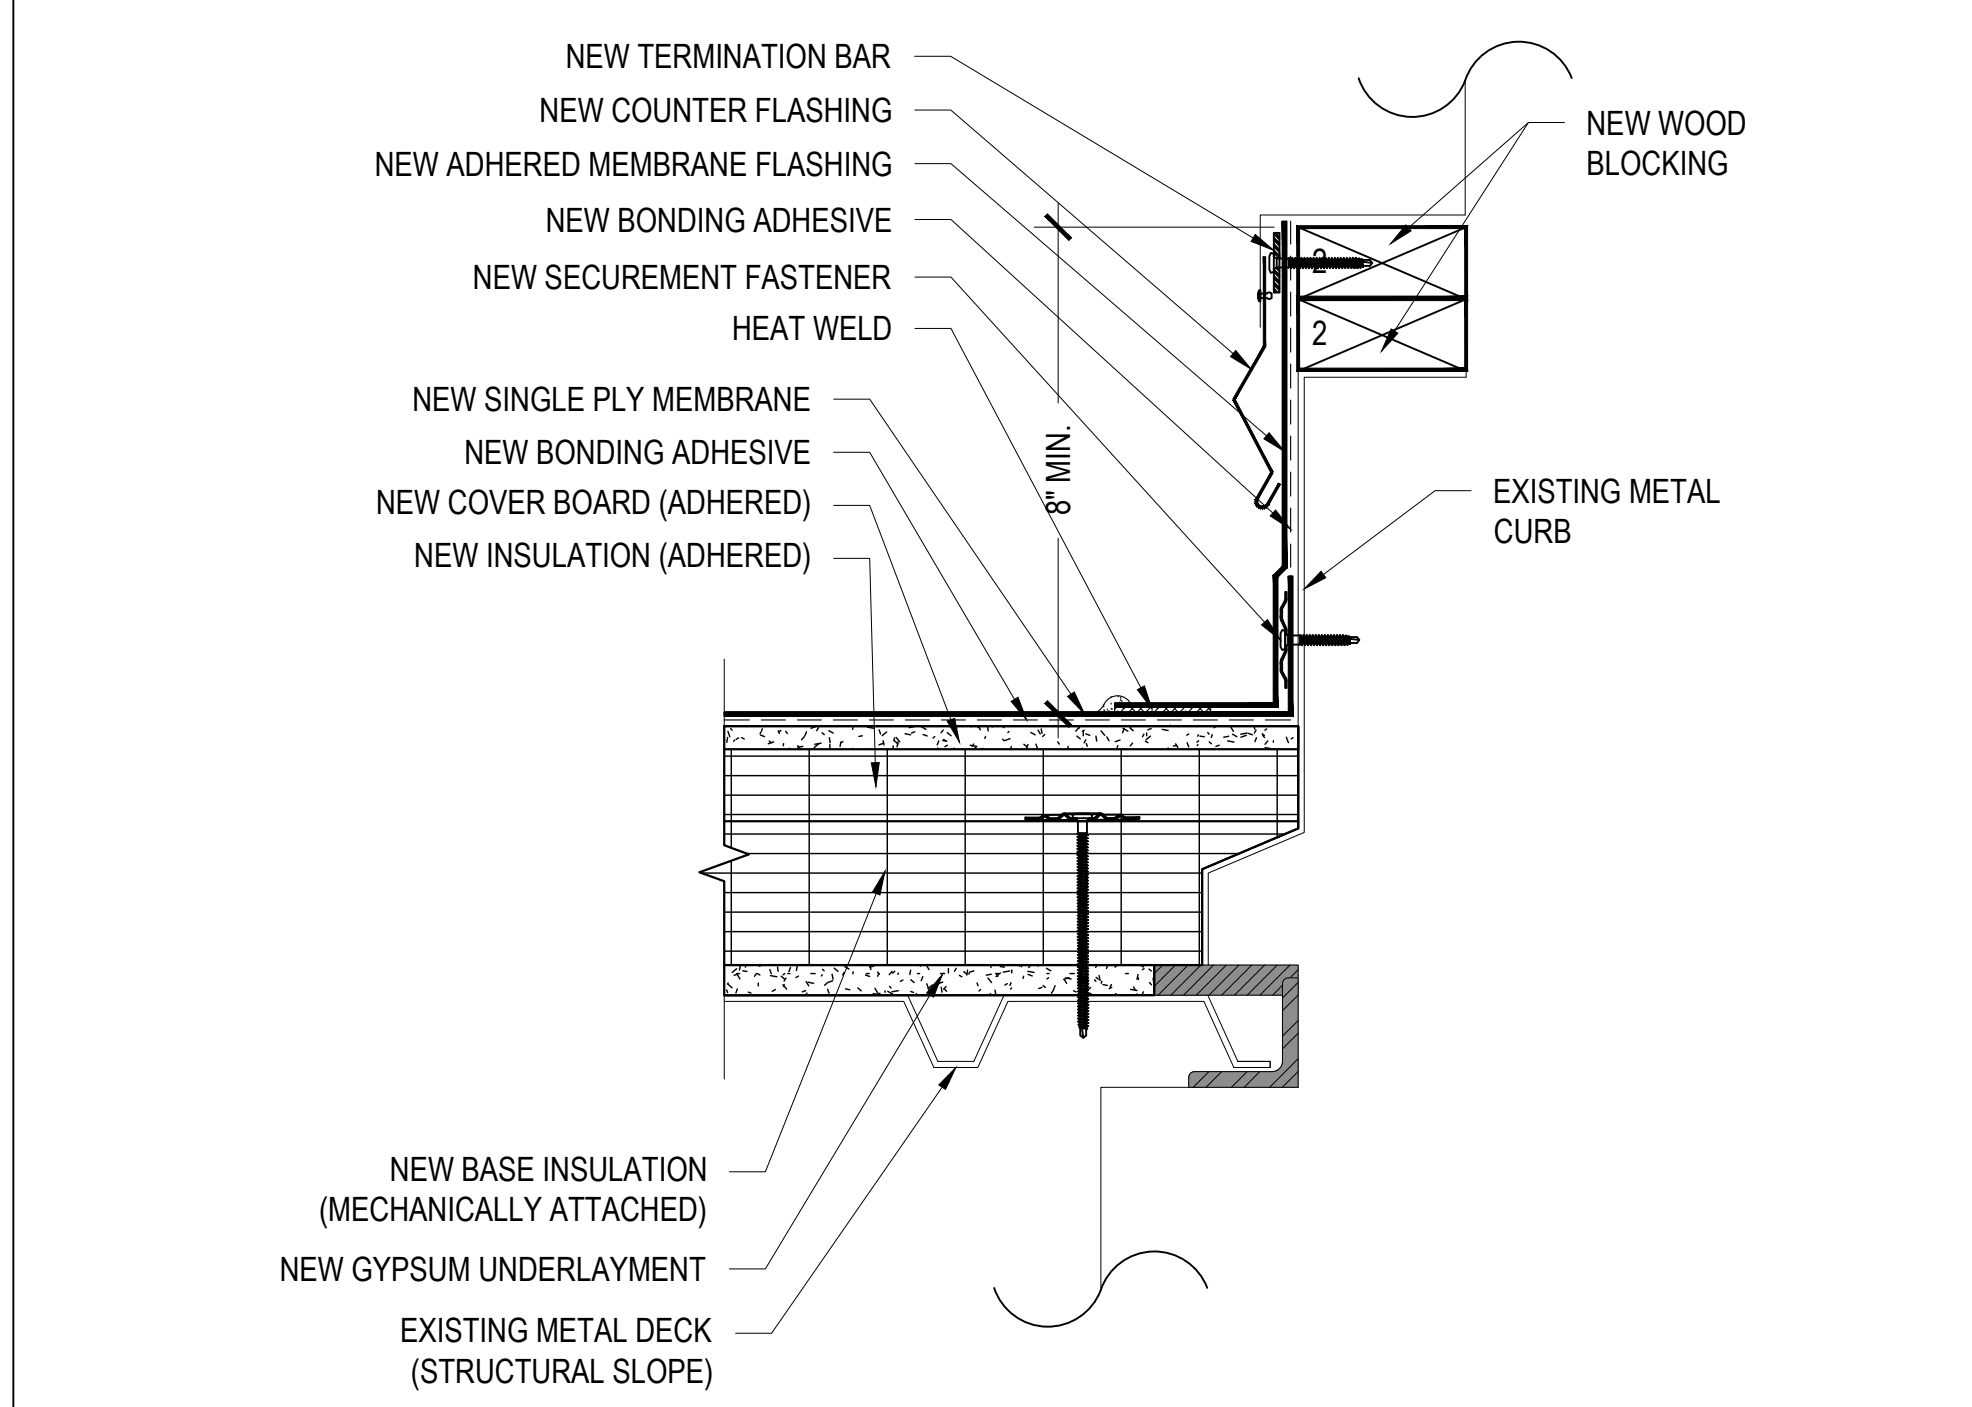 NEW TERMINATION BAR
NEW COUNTER FLASHING
NEW ADHERED MEMBRANE FLASHING
NEW BONDING ADHESIVE
NEW SECUREMENT FASTENER
HEAT WELD
NEW SINGLE PLY MEMBRANE
NEW BONDING ADHESIVE
NEW COVER BOARD (ADHERED)
NEW INSULATION (ADHERED)
8" MIN.
NEW WOOD
BLOCKING
2
2
EXISTING METAL
CURB
NEW BASE INSULATION
(MECHANICALLY ATTACHED)
NEW GYPSUM UNDERLAYMENT
EXISTING METAL DECK
(STRUCTURAL SLOPE)